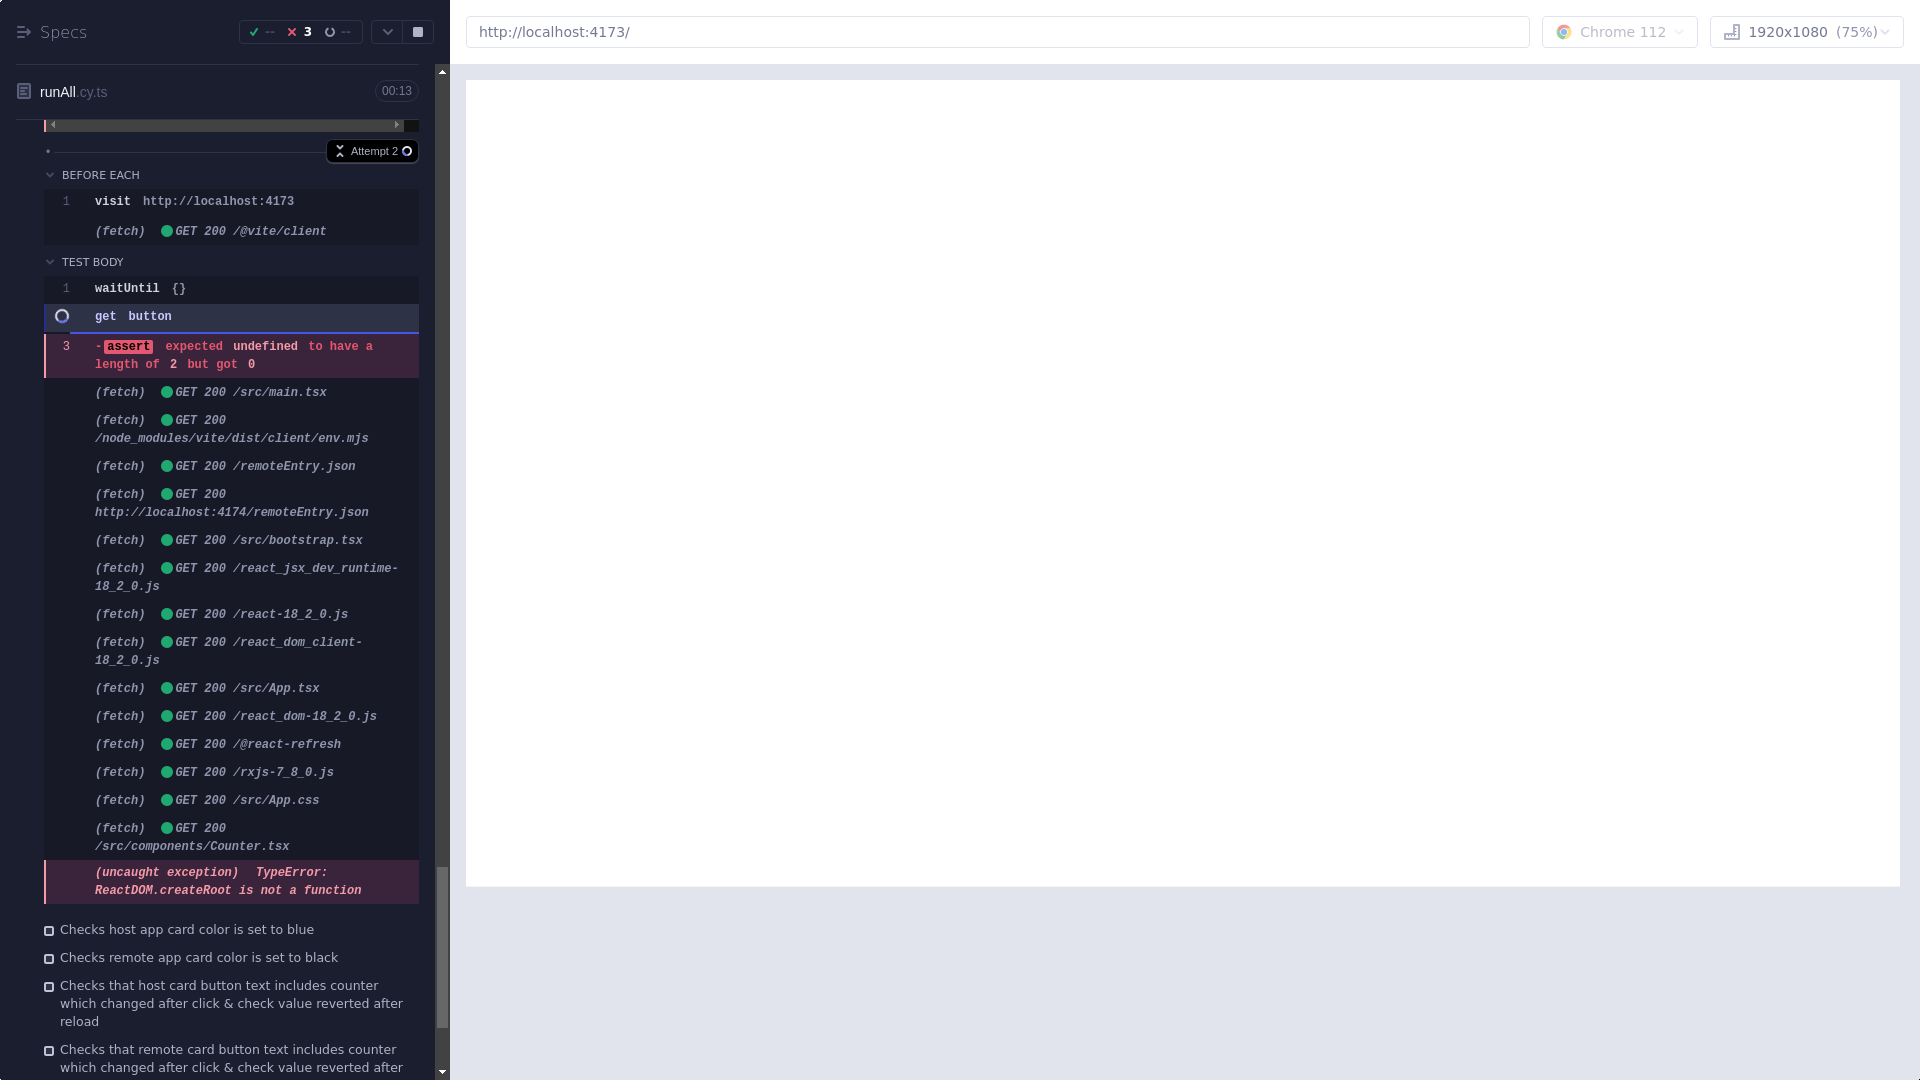 Specs
-- 3 --
http://localhost:4173/
Chrome 112
1920x1080 (75%)
runAll.cy.ts
00:13
Attempt 2
BEFORE EACH
1 visit http://localhost:4173
(fetch) GET 200 /@vite/client
TEST BODY
1 waitUntil {}
get button
3 -assert expected undefined to have a
length of 2 but got 0
(fetch) GET 200 /src/main.tsx
(fetch) GET 200
/node_modules/vite/dist/client/env.mjs
(fetch) GET 200 /remoteEntry.json
(fetch) GET 200
http://localhost:4174/remoteEntry.json
(fetch) GET 200 /src/bootstrap.tsx
(fetch) GET 200 /react_jsx_dev_runtime-
18_2_0.js
(fetch) GET 200 /react-18_2_0.js
(fetch) GET 200 /react_dom_client-
18_2_0.js
(fetch) GET 200 /src/App.tsx
(fetch) GET 200 /react_dom-18_2_0.js
(fetch) GET 200 /@react-refresh
(fetch) GET 200 /rxjs-7_8_0.js
(fetch) GET 200 /src/App.css
(fetch) GET 200
/src/components/Counter.tsx
(uncaught exception) TypeError:
ReactDOM.createRoot is not a function
Checks host app card color is set to blue
Checks remote app card color is set to black
Checks that host card button text includes counter
which changed after click & check value reverted after
reload
Checks that remote card button text includes counter
which changed after click & check value reverted after